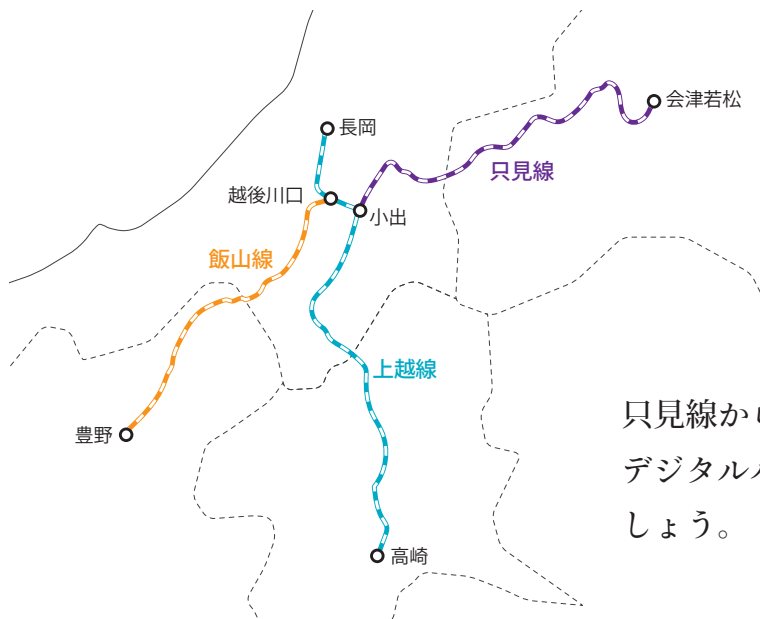 会津若松
長岡
只見線
越後川口
小出
飯山線
上越線
豊野
只見線から
デジタル
しょう。
高崎